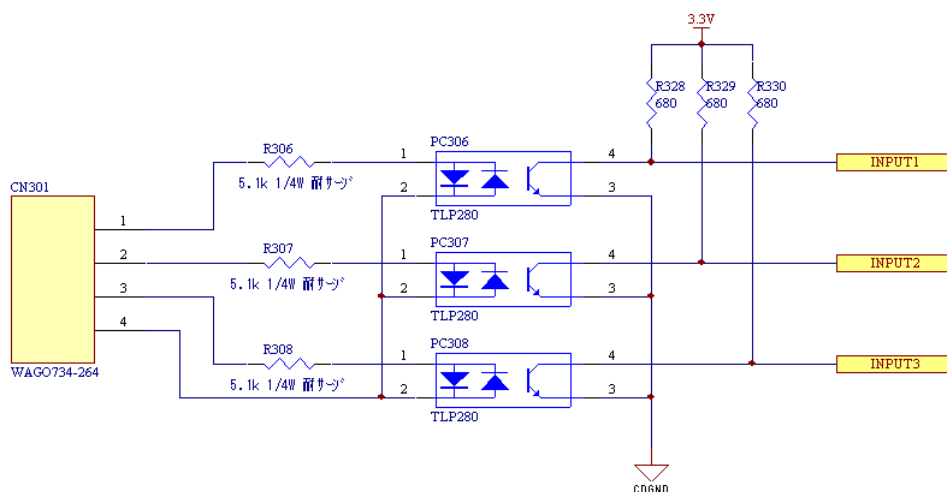 3.3V
R328
680
R329
680
R330
680
PC306
R306
1
4
INPUT1
5.1k 1/4W 耐サージ
2
3
CN301
TLP280
1
PC307
2
R307
1
4
INPUT2
5.1k 1/4W 耐サージ
3
2
3
4
TLP280
R308
PC308
1
4
INPUT3
WAGO734-264
5.1k 1/4W 耐サージ
2
3
TLP280
CDGND